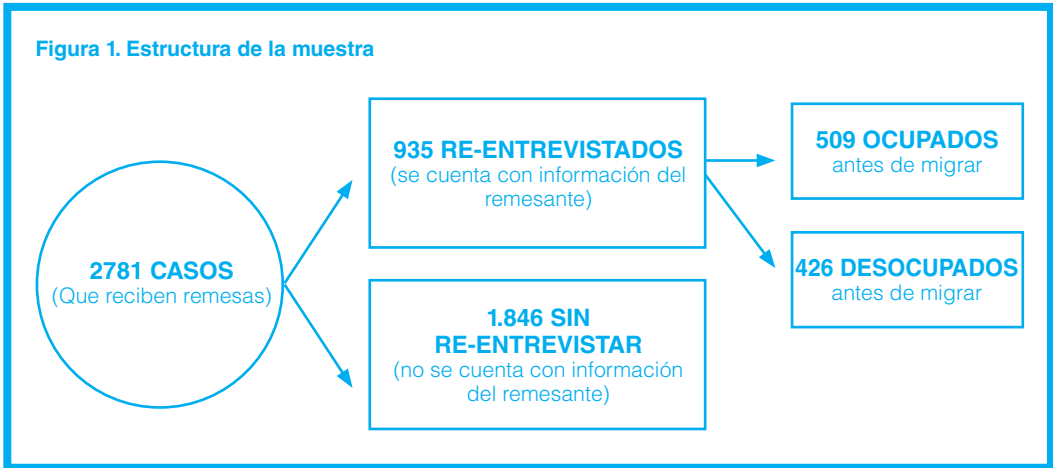 Figura 1. Estructura de la muestra
2781 CASOS
(Que reciben remesas)
935 RE-ENTREVISTADOS
(se cuenta con información del
remesante)
1.846 SIN
RE-ENTREVISTAR
(no se cuenta con información
del remesante)
509 OCUPADOS
antes de migrar
426 DESOCUPADOS
antes de migrar